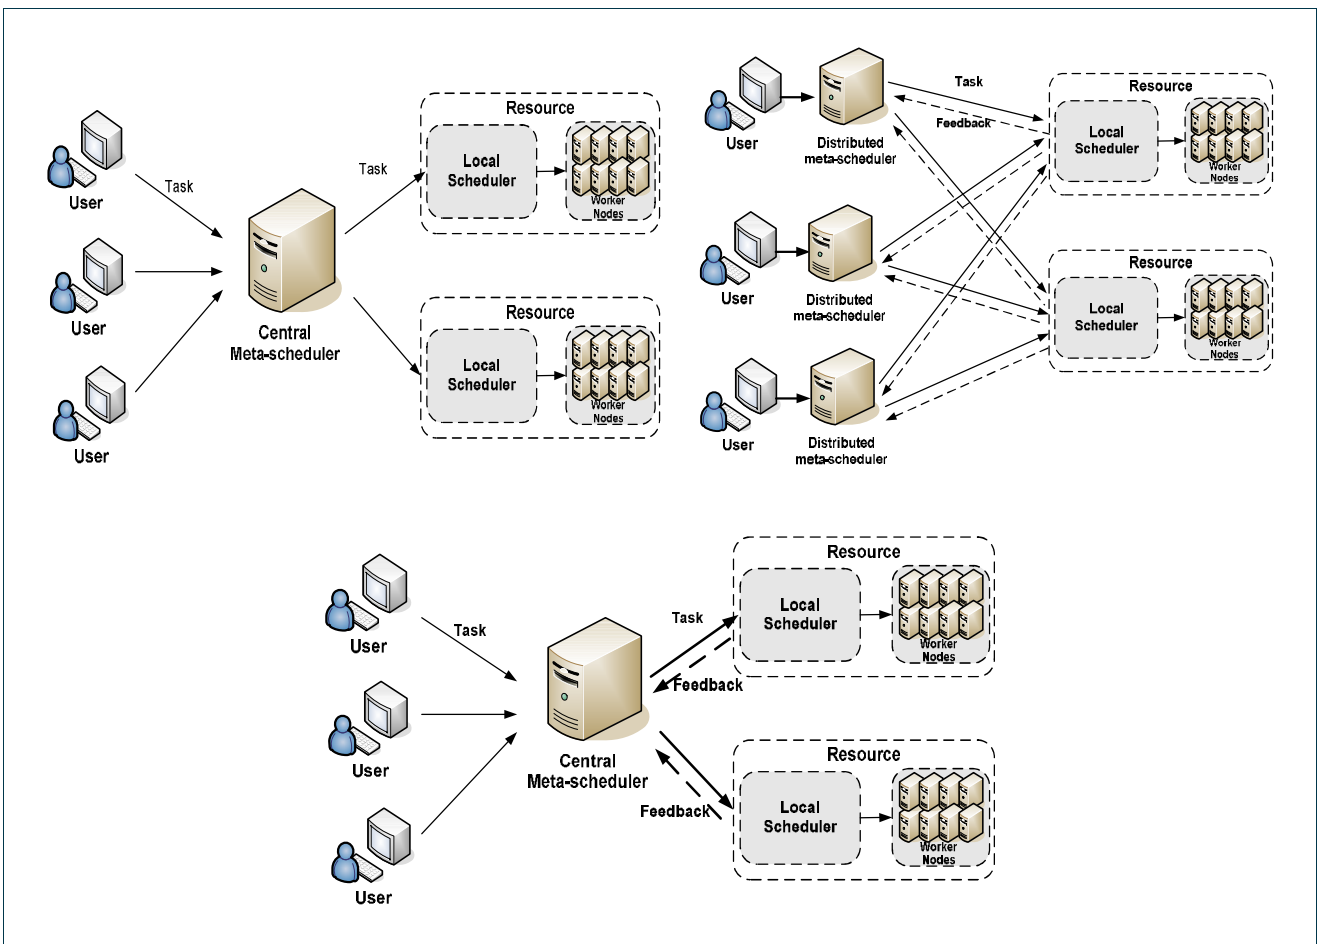 User
Task
User
User
Central
Meta-scheduler
Task
Resource
Local
Scheduler
Worker
Nodes
Resource
Local
Scheduler
Worker
Nodes
User
Distributed
meta-scheduler
User
Distributed
meta-scheduler
User
Distributed
meta-scheduler
Task
Feedback
Resource
Local
Scheduler
Worker
Nodes
Resource
Local
Scheduler
Worker
Nodes
User
Task
User
User
Central
Meta-scheduler
Task
Feedback
Feedback
Resource
Local
Scheduler
Worker
Nodes
Resource
Local
Scheduler
Worker
Nodes